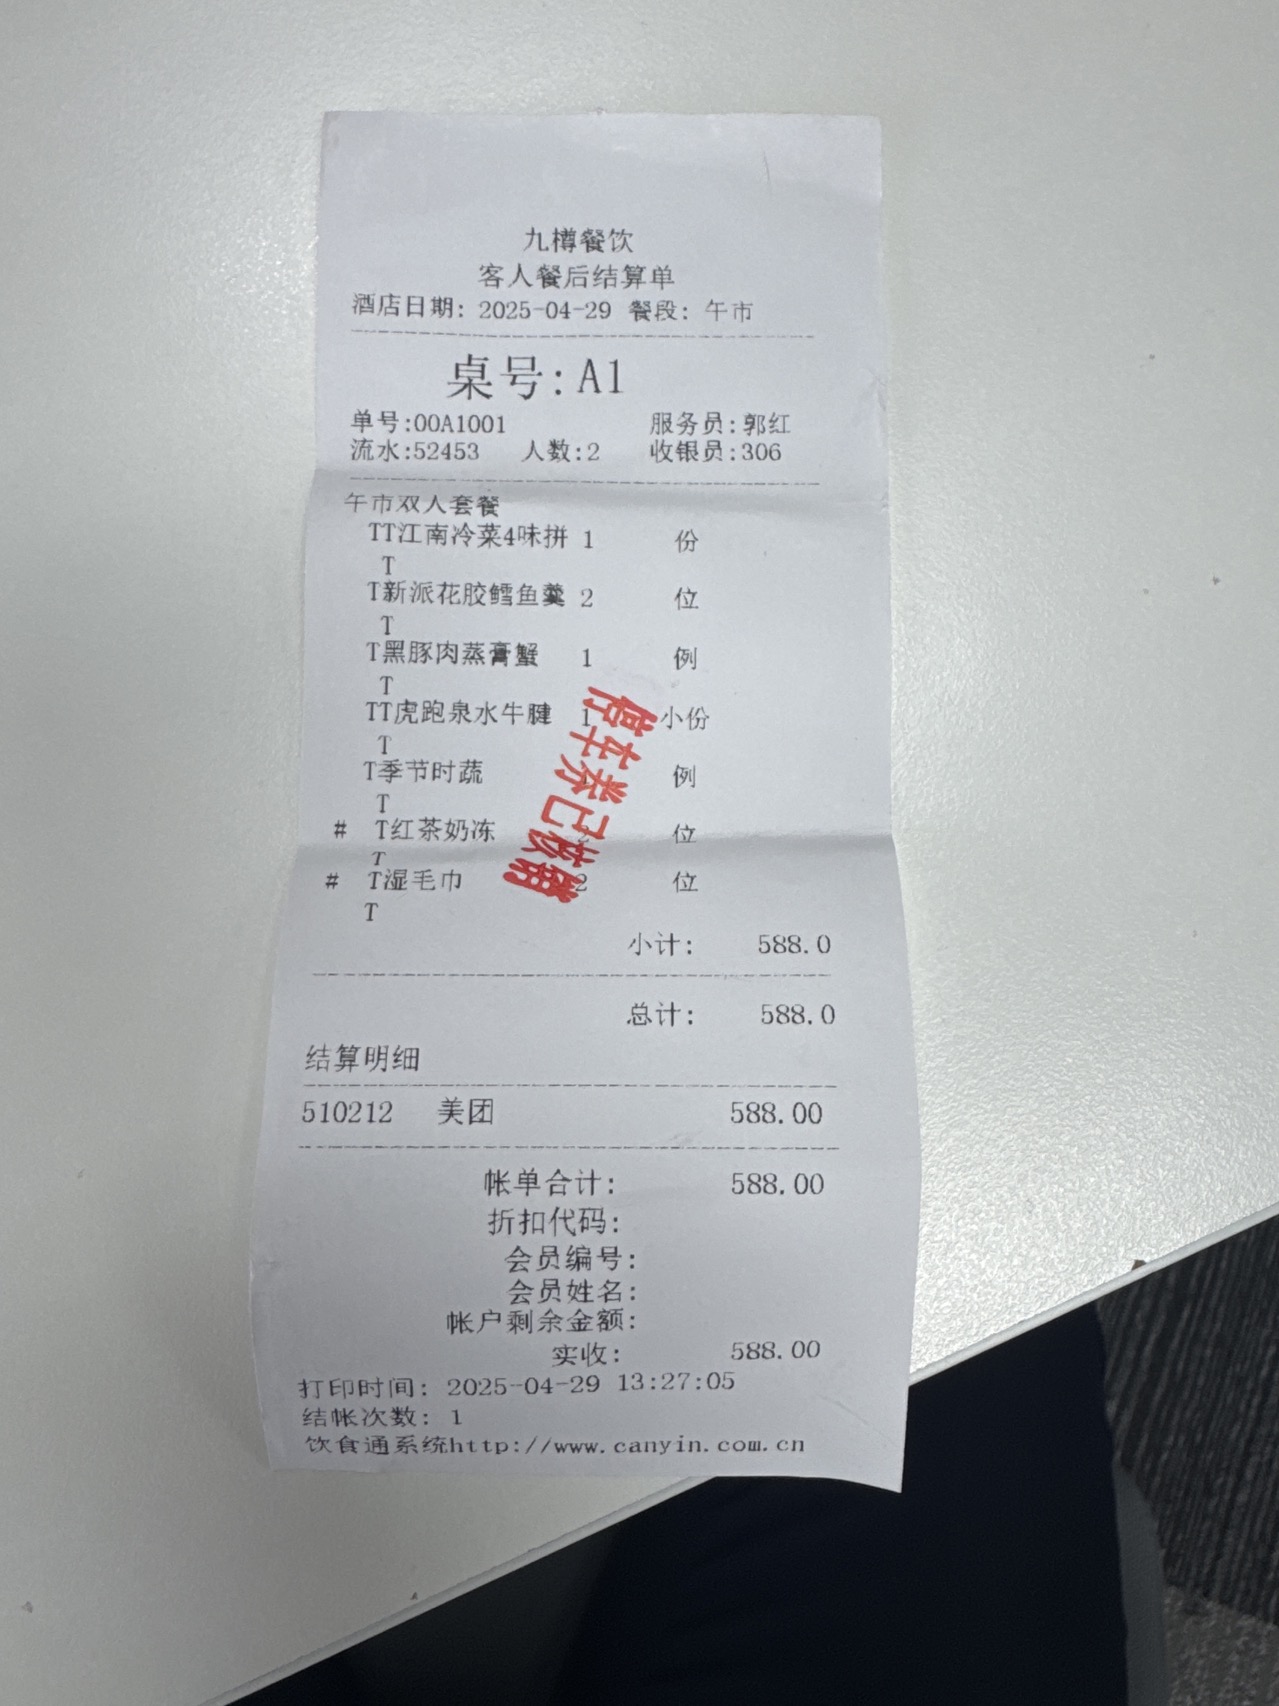 九樽餐饮
客人餐后结算单
酒店日期: 2025-04-29 餐段: 午市
桌号:A1
单号:00A1001 服务员:郭红
流水:52453 人数:2 收银员:306
午市双人套餐
TT江南冷菜4味拼 1 份
T
T新派花胶鳕鱼羹 2 位
T
T黑豚肉蒸膏蟹 1 例
T
TT虎跑泉水牛腱 1 小份
T
T季节时蔬 例
T
# T红茶奶冻 2 位
T
# T湿毛巾 2 位
T
停车券已核销
小计: 588.0
总计: 588.0
结算明细
510212 美团 588.00
帐单合计: 588.00
折扣代码:
会员编号:
会员姓名:
帐户剩余金额:
实收: 588.00
打印时间: 2025-04-29 13:27:05
结帐次数: 1
饮食通系统http://www.canyin.com.cn